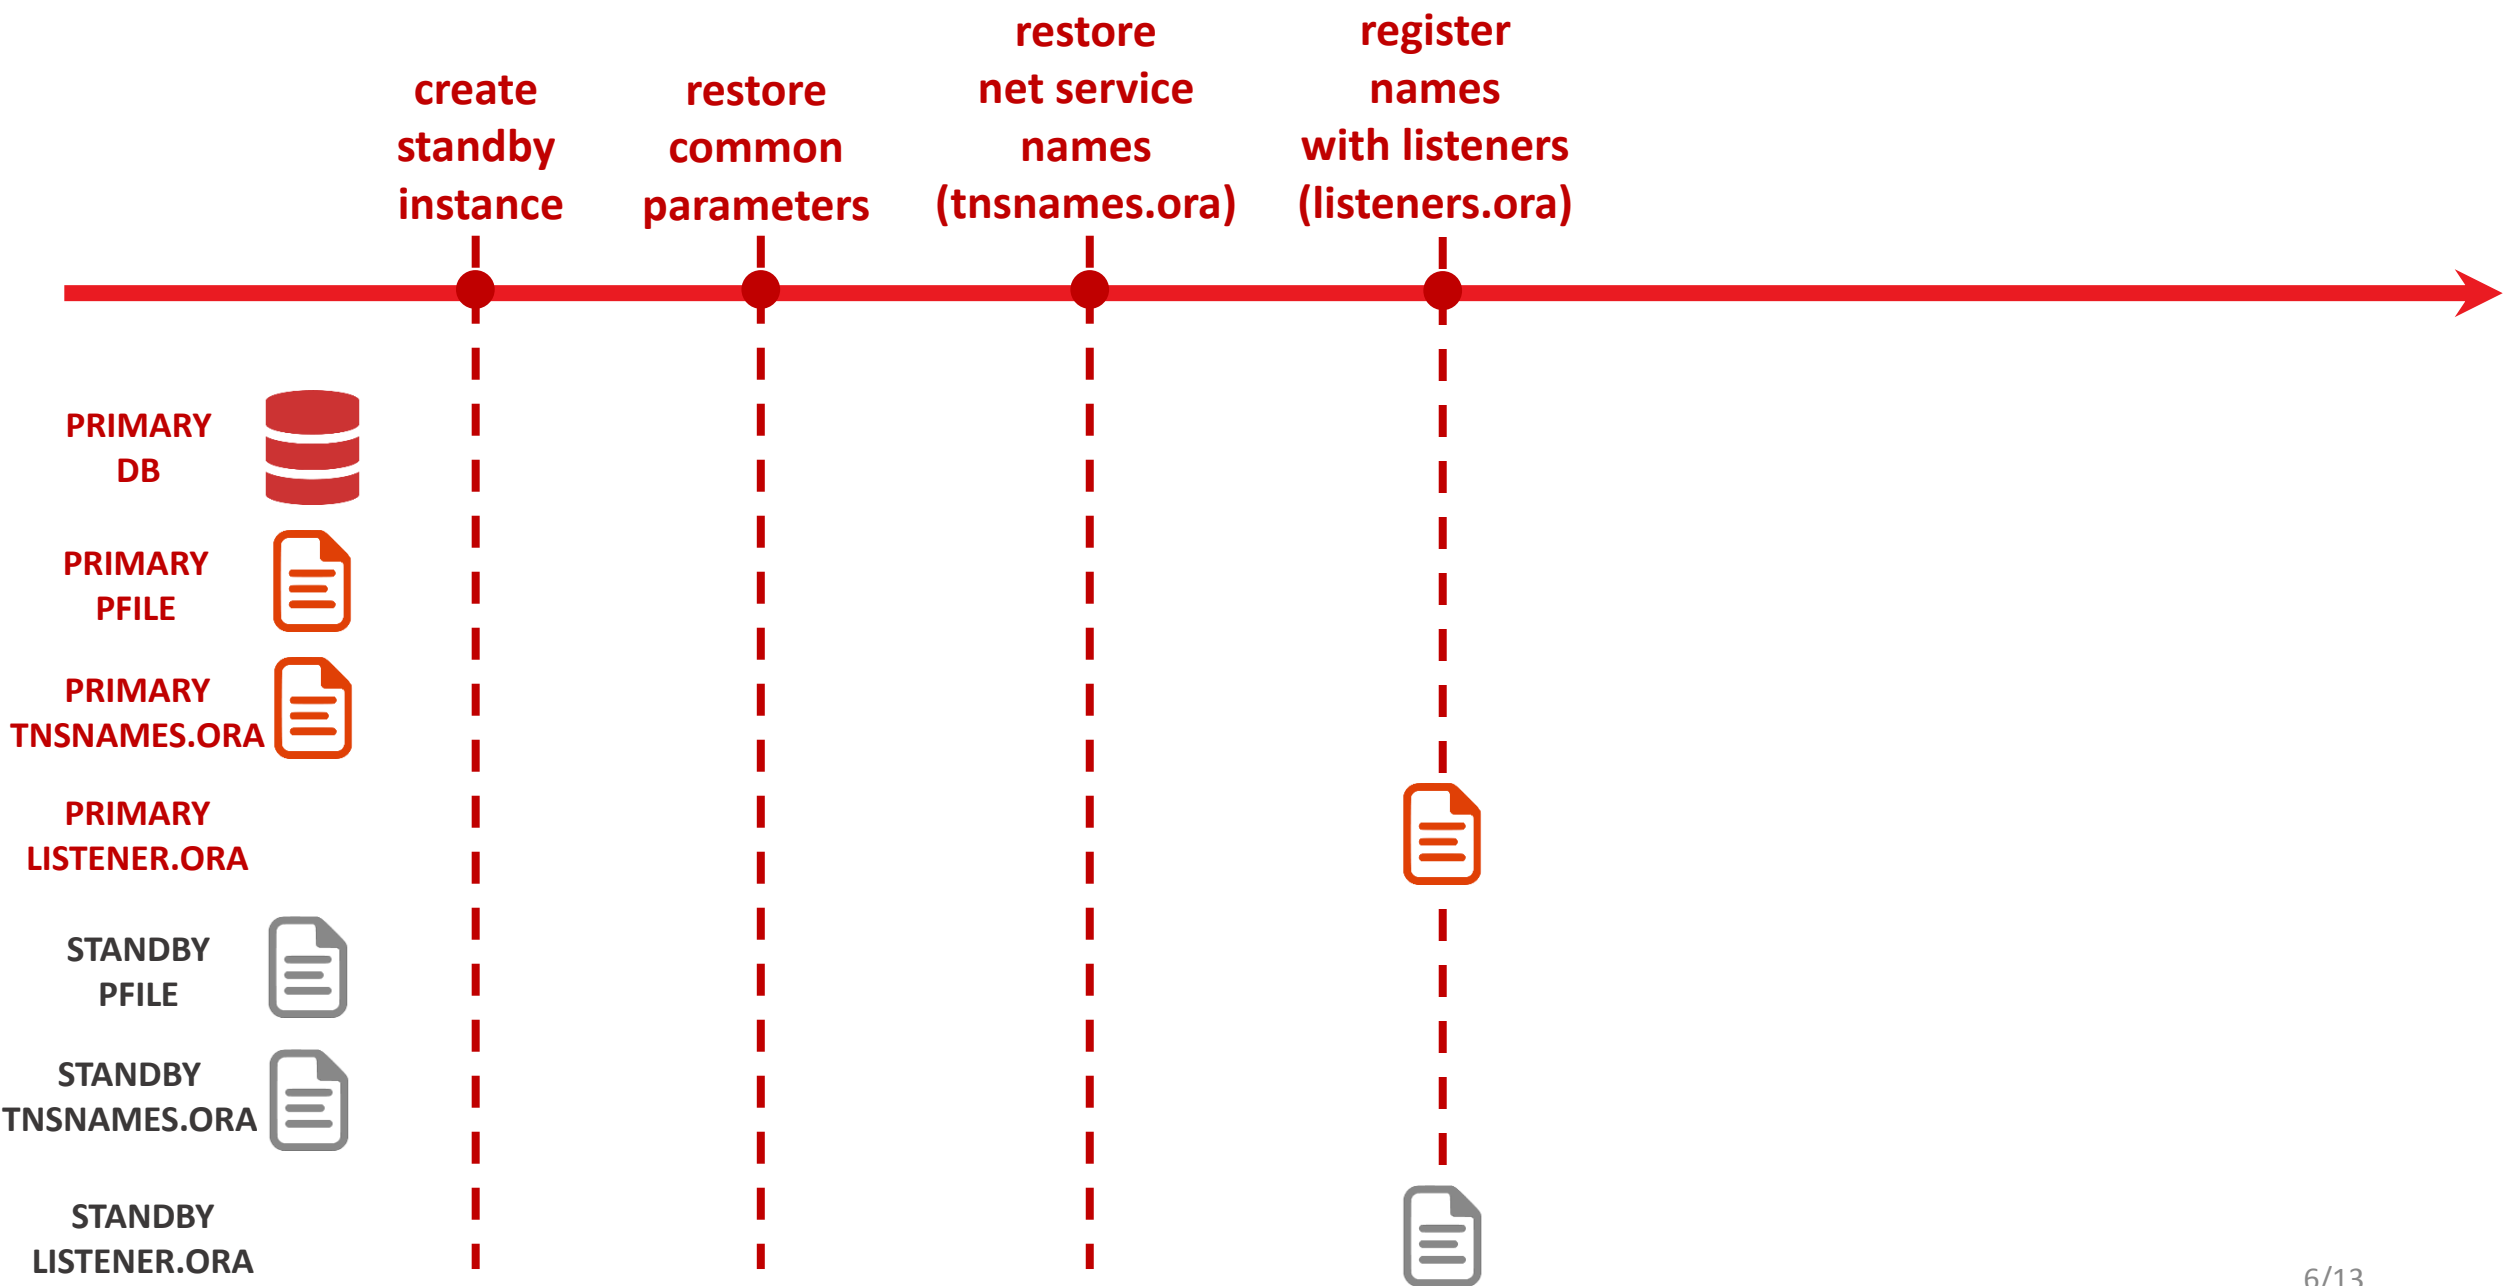 create
standby
instance
restore
common
parameters
restore
net service
names
(tnsnames.ora)
register
names
with listeners
(listeners.ora)
PRIMARY
DB
PRIMARY
PFILE
PRIMARY
TNSNAMES.ORA
PRIMARY
LISTENER.ORA
STANDBY
PFILE
STANDBY
TNSNAMES.ORA
STANDBY
LISTENER.ORA
6/13